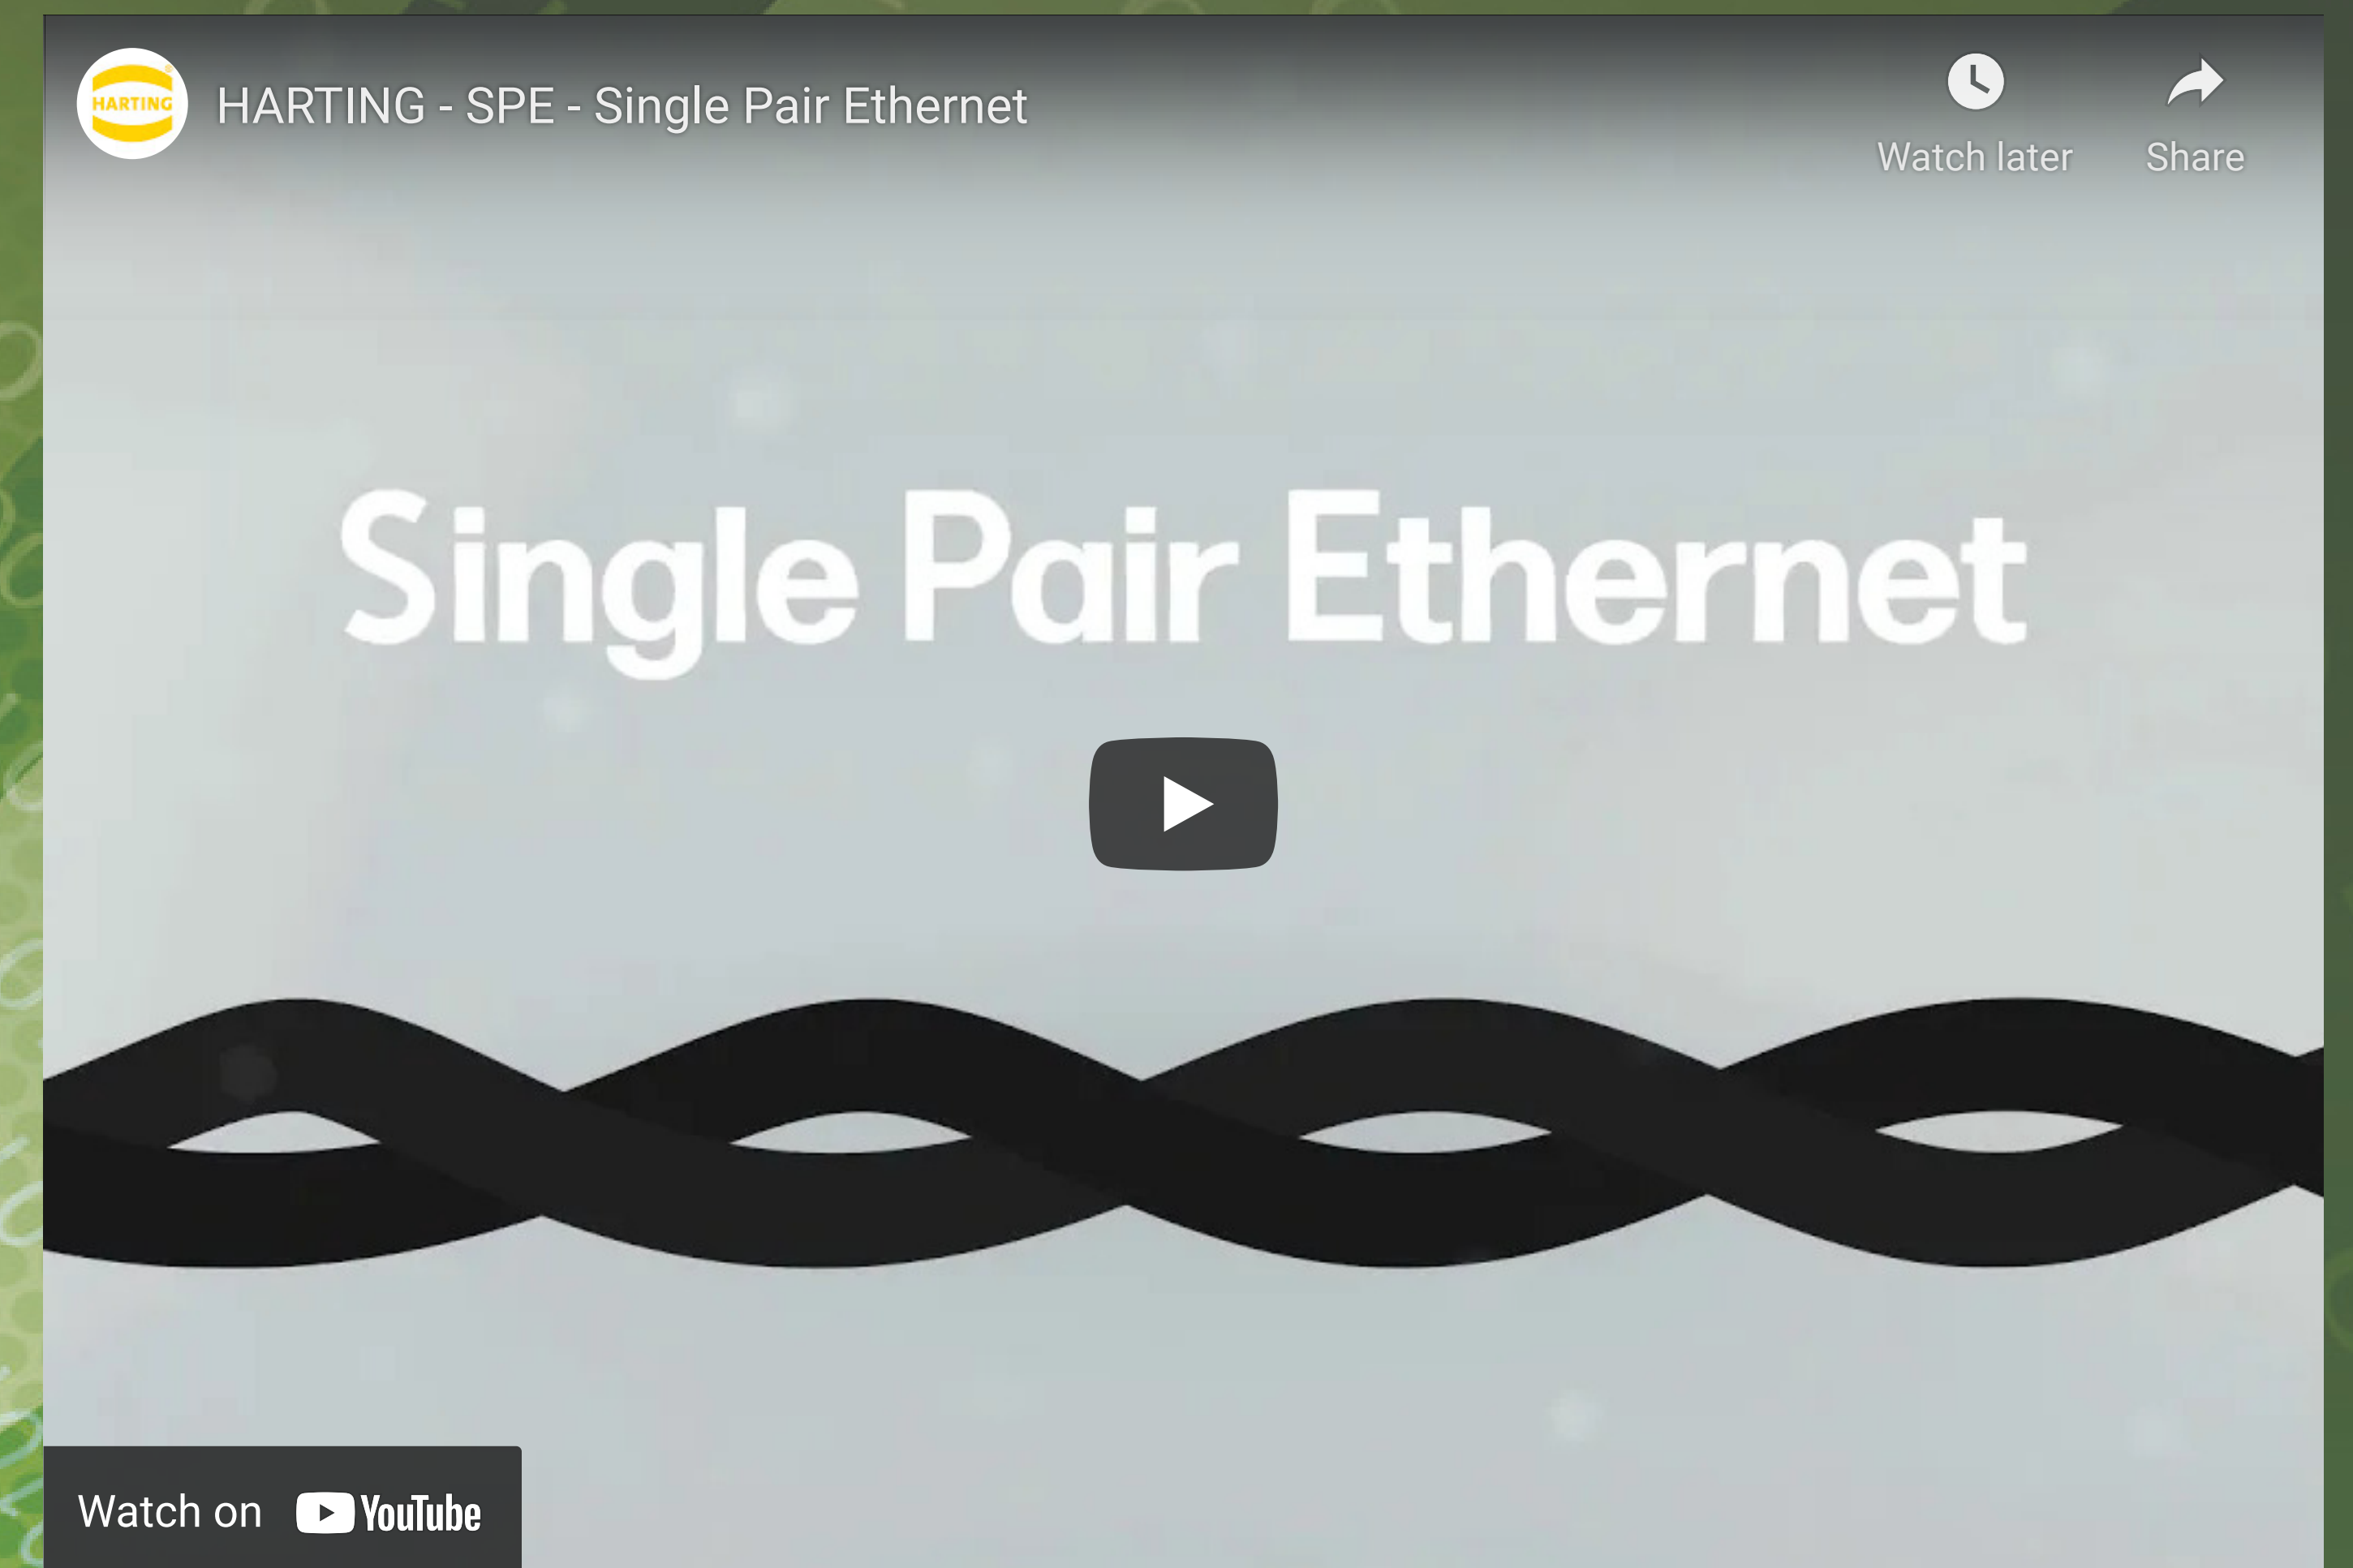 HARTING
HARTING - SPE - Single Pair Ethernet
Watch later
Share
Single Pair Ethernet
Watch on YouTube